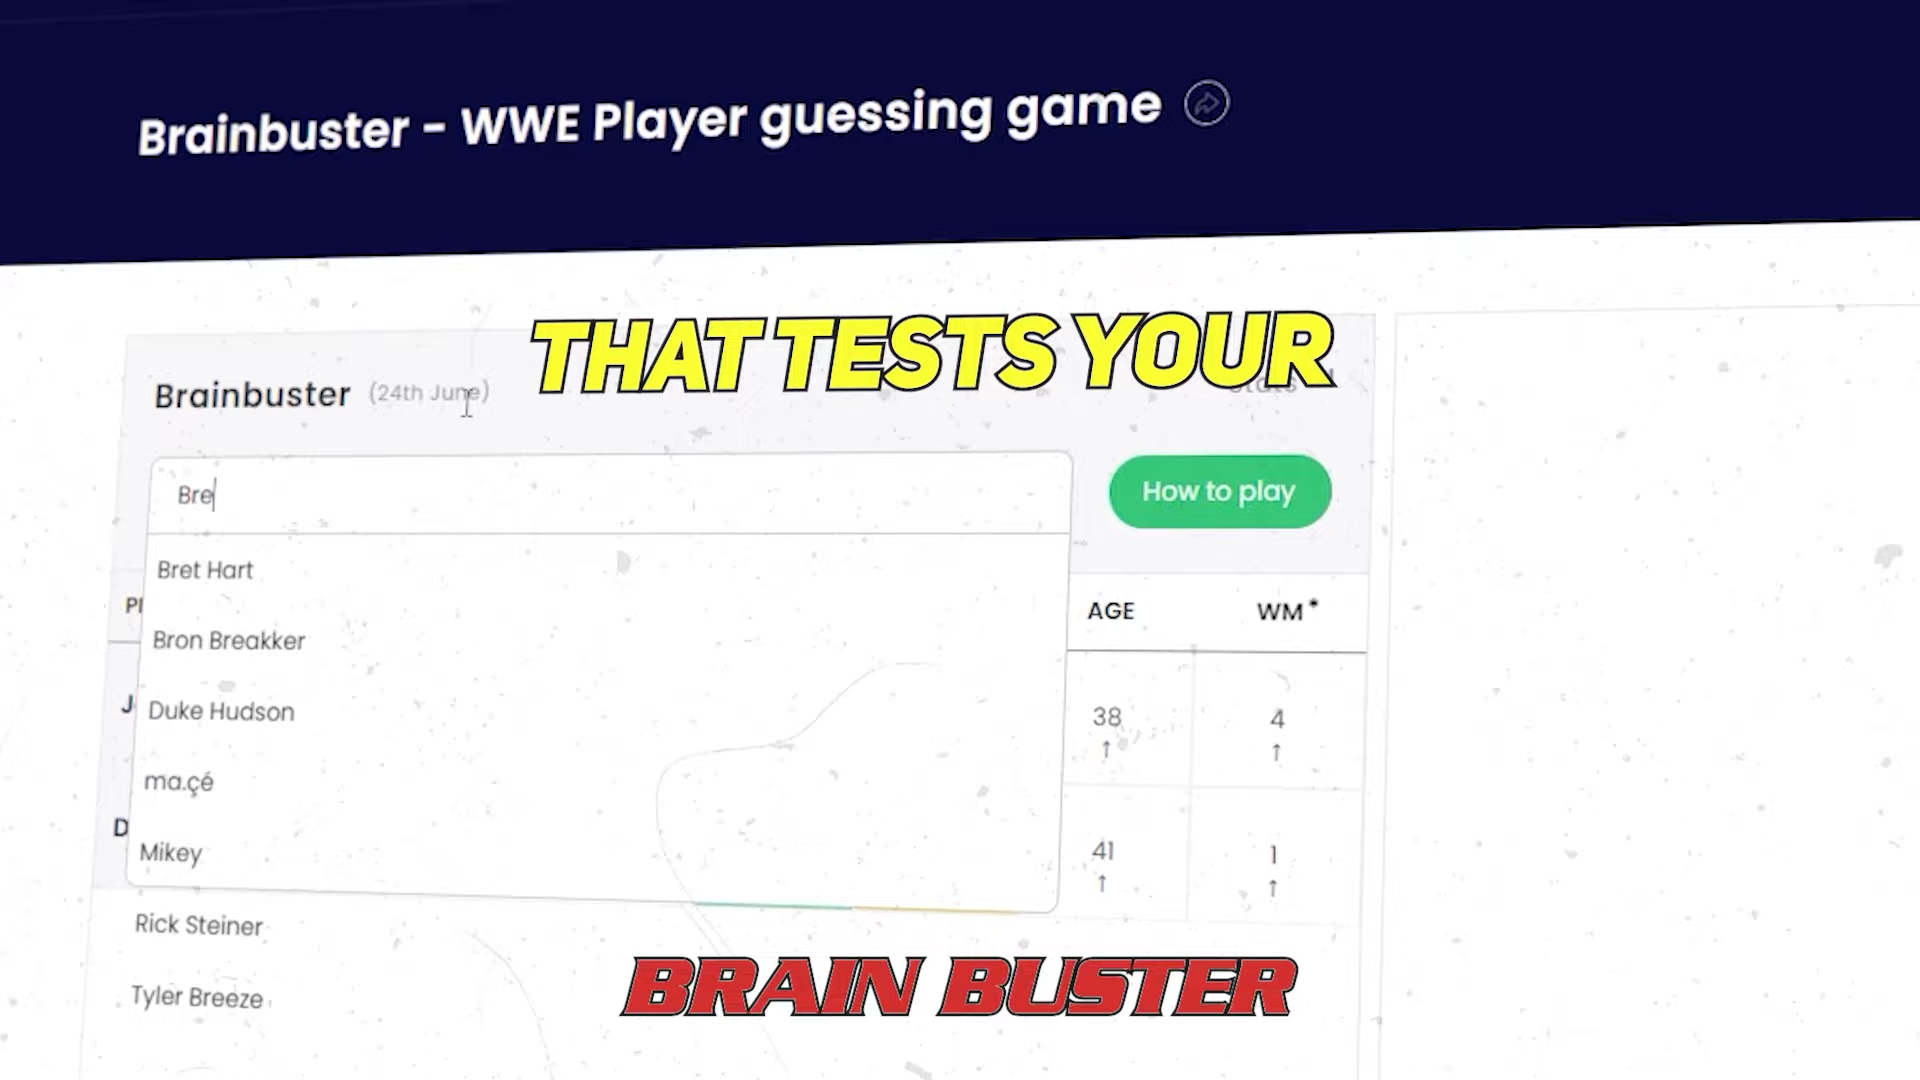 Brainbuster - WWE Player guessing game
THAT TESTS YOUR
Brainbuster (24th June)
Bre
How to play
Bret Hart
AGE WM*
Bron Breakker
Duke Hudson
38 4
↑ ↑
ma.çé
Mikey
41 1
↑ ↑
Rick Steiner
Tyler Breeze
BRAIN BUSTER